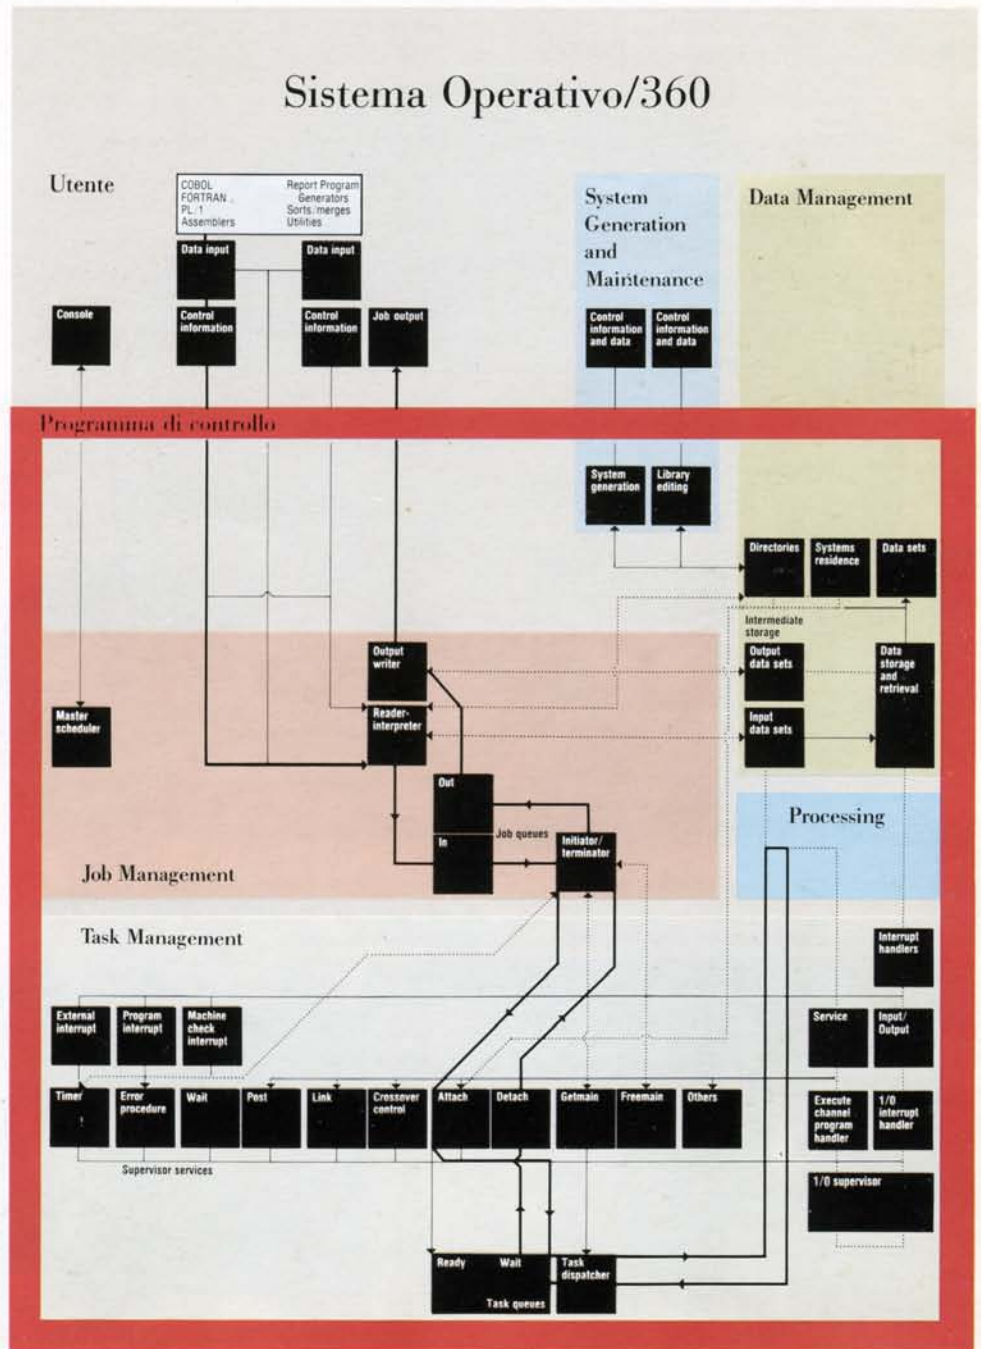 Sistema Operativo/360
Utente
COBOL
FORTRAN
PL/1
Assemblers
Report Program
Generators
Sorts/merges
Utilities
System
Generation
and
Maintenance
Data Management
Data input
Data input
Console
Control
information
Control
information
Job output
Control
information
and data
Control
information
and data
Programma di controllo
System
generation
Library
editing
Directories
Systems
residence
Data sets
Intermediate
storage
Output
writer
Output
data sets
Data
storage
and
retrieval
Master
scheduler
Reader-
interpreter
Input
data sets
Out
Job queues
In
Initiator/
terminator
Processing
Job Management
Task Management
Interrupt
handlers
External
interrupt
Program
interrupt
Machine
check
interrupt
Service
Input/
Output
Timer
Error
procedure
Wait
Post
Link
Crossover
control
Attach
Detach
Getmain
Freemain
Others
Execute
channel
program
handler
1/0
interrupt
handler
Supervisor services
1/0 supervisor
Ready
Wait
Task queues
Task
dispatcher